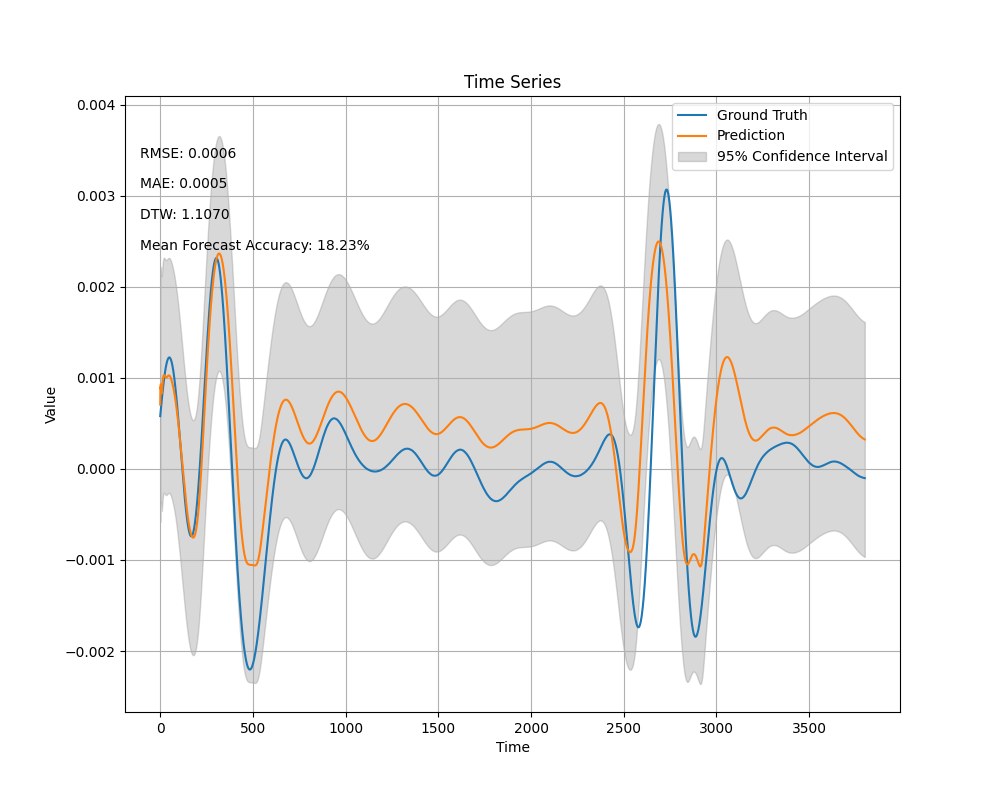 Time Series
Ground Truth
Prediction
95% Confidence Interval
RMSE: 0.0006
MAE: 0.0005
DTW: 1.1070
Mean Forecast Accuracy: 18.23%
Value
0.004
0.003
0.002
0.001
0.000
−0.001
−0.002
0 500 1000 1500 2000 2500 3000 3500
Time